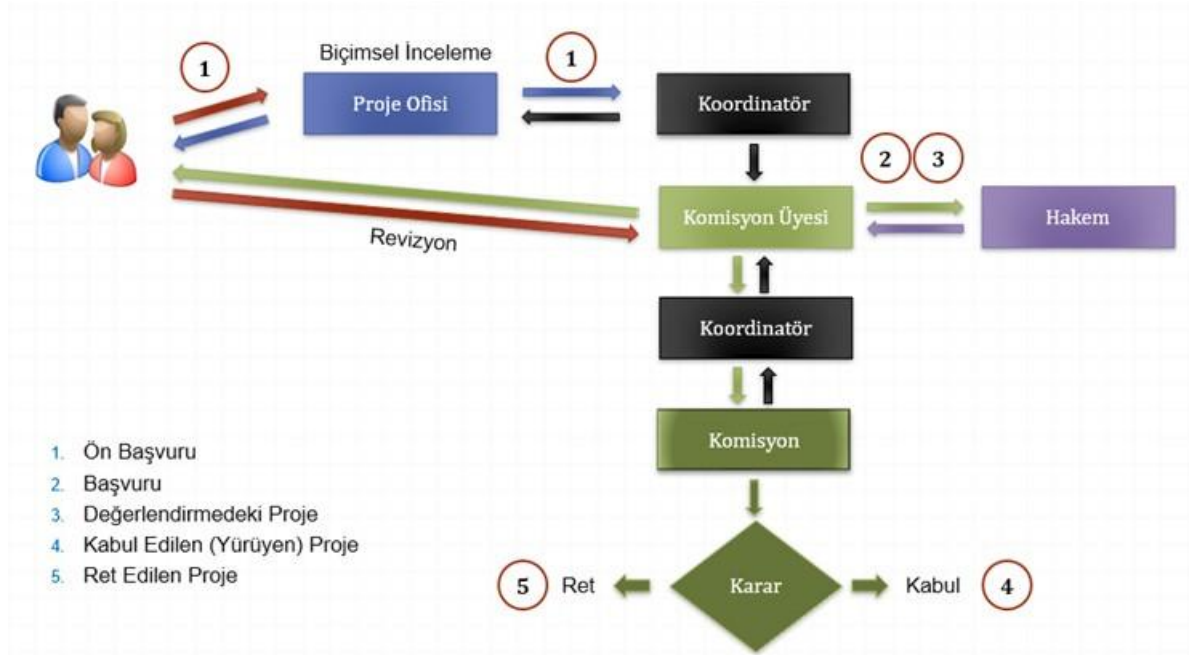 Biçimsel İnceleme
1
1
Proje Ofisi
Koordinatör
2
3
Komisyon Üyesi
Hakem
Revizyon
Koordinatör
Komisyon
1. Ön Başvuru
2. Başvuru
3. Değerlendirmedeki Proje
4. Kabul Edilen (Yürüyen) Proje
5. Ret Edilen Proje
5
Ret
Karar
Kabul
4